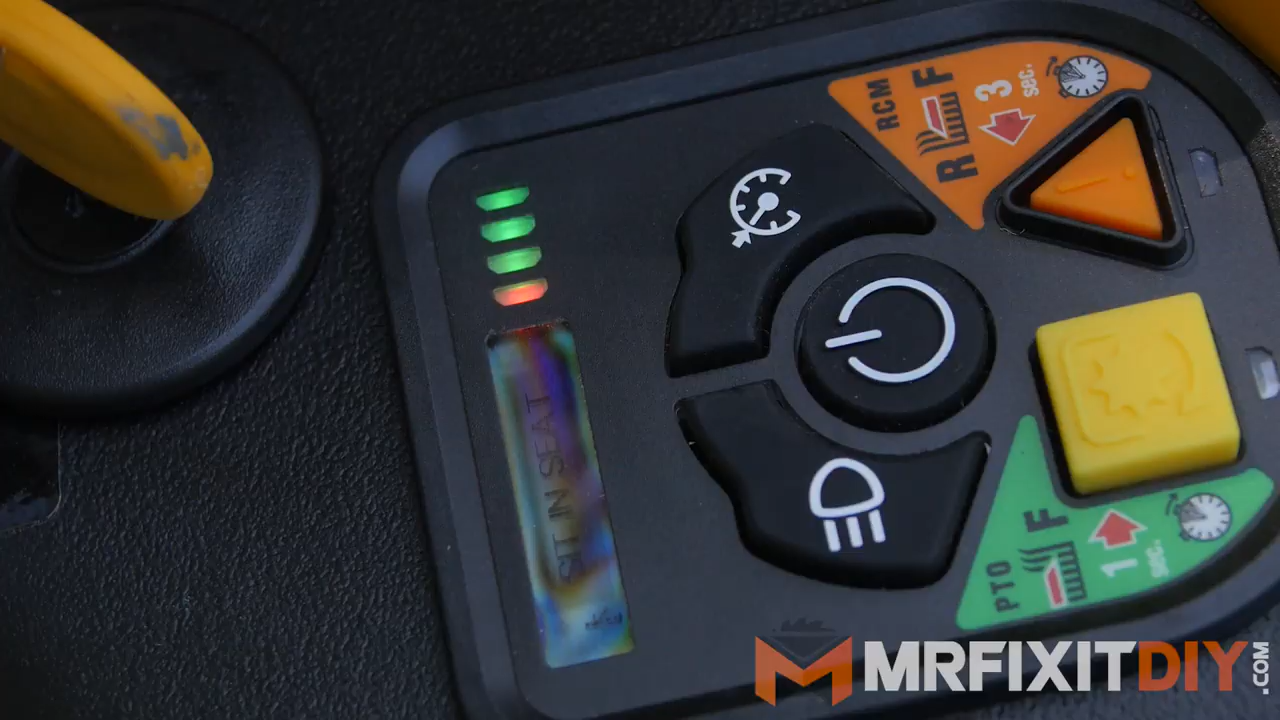 RCM
R F
3
sec.
SIT IN SEAT
PTO
F
1
sec.
MRFIXITDIY.COM